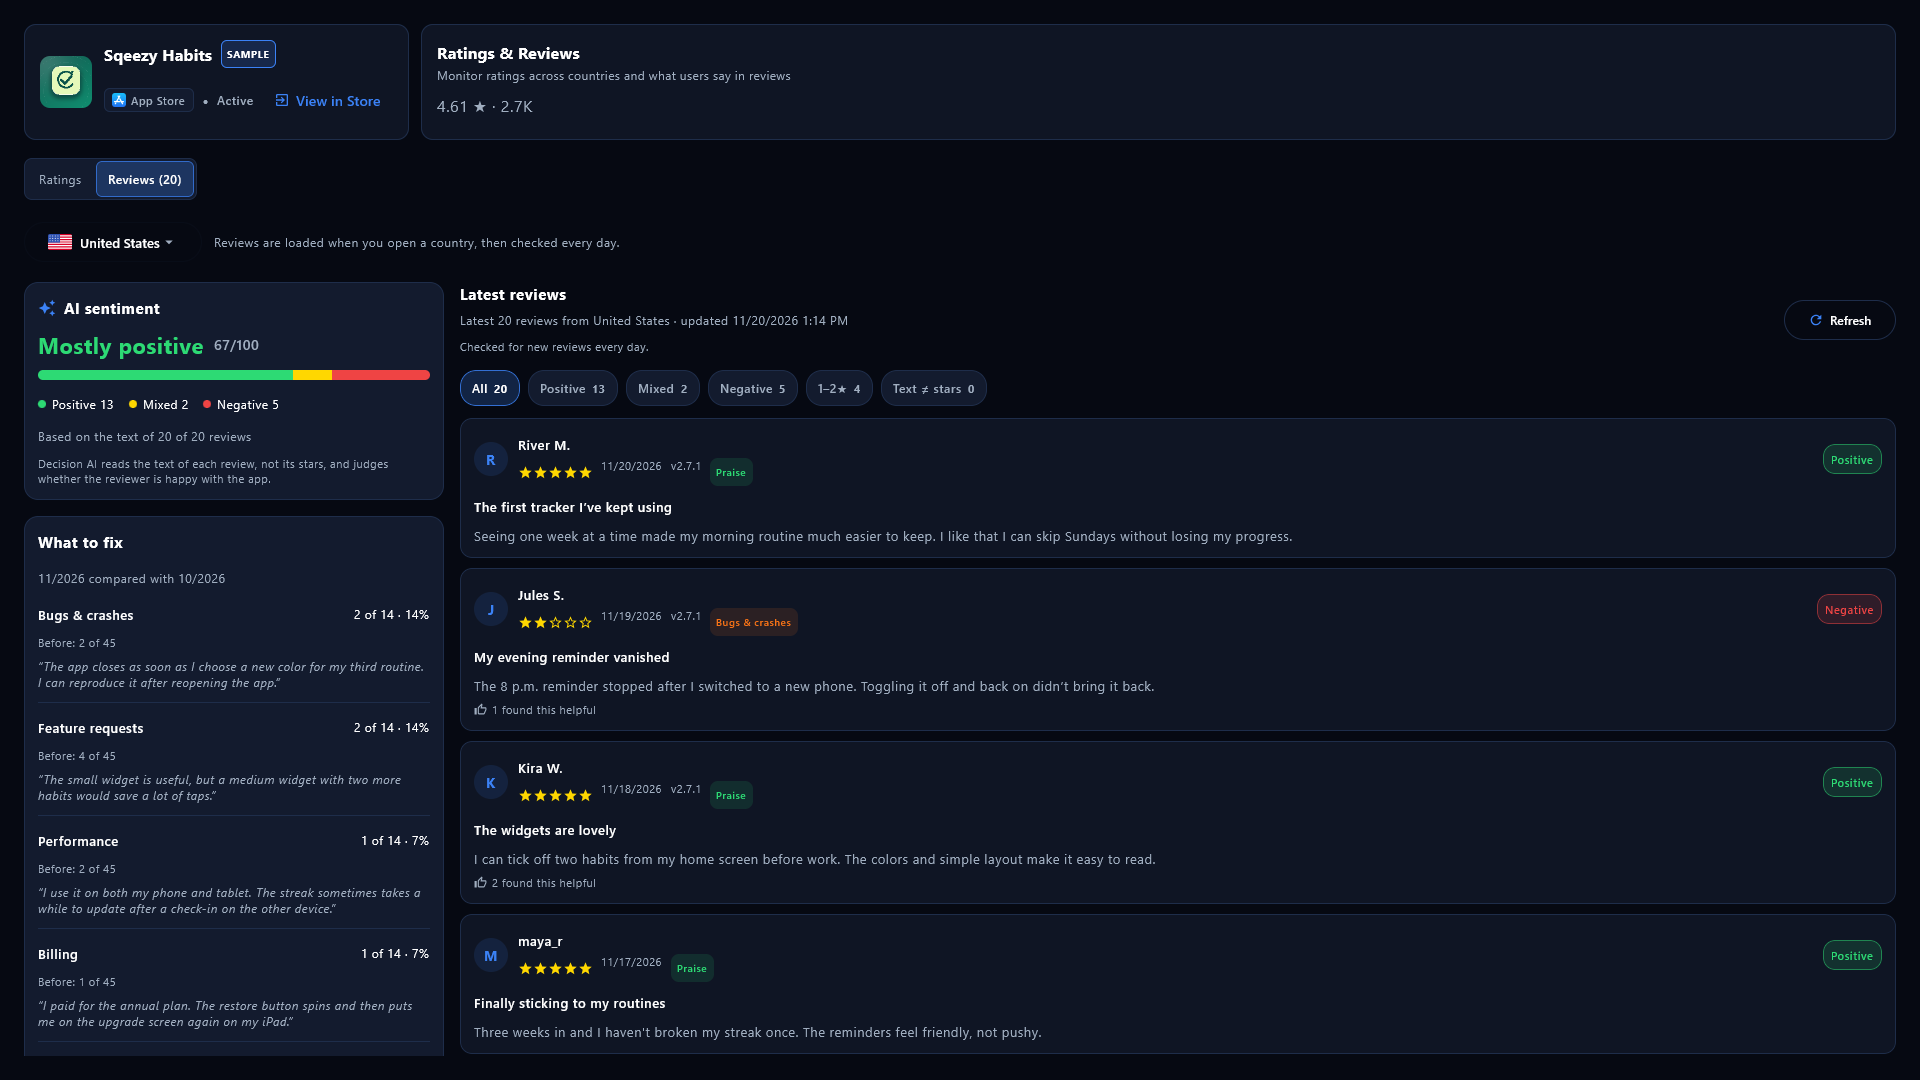 Sqeezy Habits SAMPLE
App Store • Active View in Store
Ratings & Reviews
Monitor ratings across countries and what users say in reviews
4.61 ★ · 2.7K
Ratings Reviews (20)
United States Reviews are loaded when you open a country, then checked every day.
AI sentiment
Mostly positive 67/100
Positive 13 Mixed 2 Negative 5
Based on the text of 20 of 20 reviews
Decision AI reads the text of each review, not its stars, and judges
whether the reviewer is happy with the app.
What to fix
11/2026 compared with 10/2026
Bugs & crashes 2 of 14 · 14%
Before: 2 of 45
“The app closes as soon as I choose a new color for my third routine.
I can reproduce it after reopening the app.”
Feature requests 2 of 14 · 14%
Before: 4 of 45
“The small widget is useful, but a medium widget with two more
habits would save a lot of taps.”
Performance 1 of 14 · 7%
Before: 2 of 45
“I use it on both my phone and tablet. The streak sometimes takes a
while to update after a check-in on the other device.”
Billing 1 of 14 · 7%
Before: 1 of 45
“I paid for the annual plan. The restore button spins and then puts
me on the upgrade screen again on my iPad.”
Latest reviews
Latest 20 reviews from United States · updated 11/20/2026 1:14 PM
Checked for new reviews every day.
Refresh
All 20 Positive 13 Mixed 2 Negative 5 1–2★ 4 Text ≠ stars 0
R River M.
★★★★★ 11/20/2026 v2.7.1 Praise
Positive
The first tracker I’ve kept using
Seeing one week at a time made my morning routine much easier to keep. I like that I can skip Sundays without losing my progress.
J Jules S.
★★☆☆☆ 11/19/2026 v2.7.1 Bugs & crashes
Negative
My evening reminder vanished
The 8 p.m. reminder stopped after I switched to a new phone. Toggling it off and back on didn’t bring it back.
1 found this helpful
K Kira W.
★★★★★ 11/18/2026 v2.7.1 Praise
Positive
The widgets are lovely
I can tick off two habits from my home screen before work. The colors and simple layout make it easy to read.
2 found this helpful
M maya_r
★★★★★ 11/17/2026 Praise
Positive
Finally sticking to my routines
Three weeks in and I haven't broken my streak once. The reminders feel friendly, not pushy.